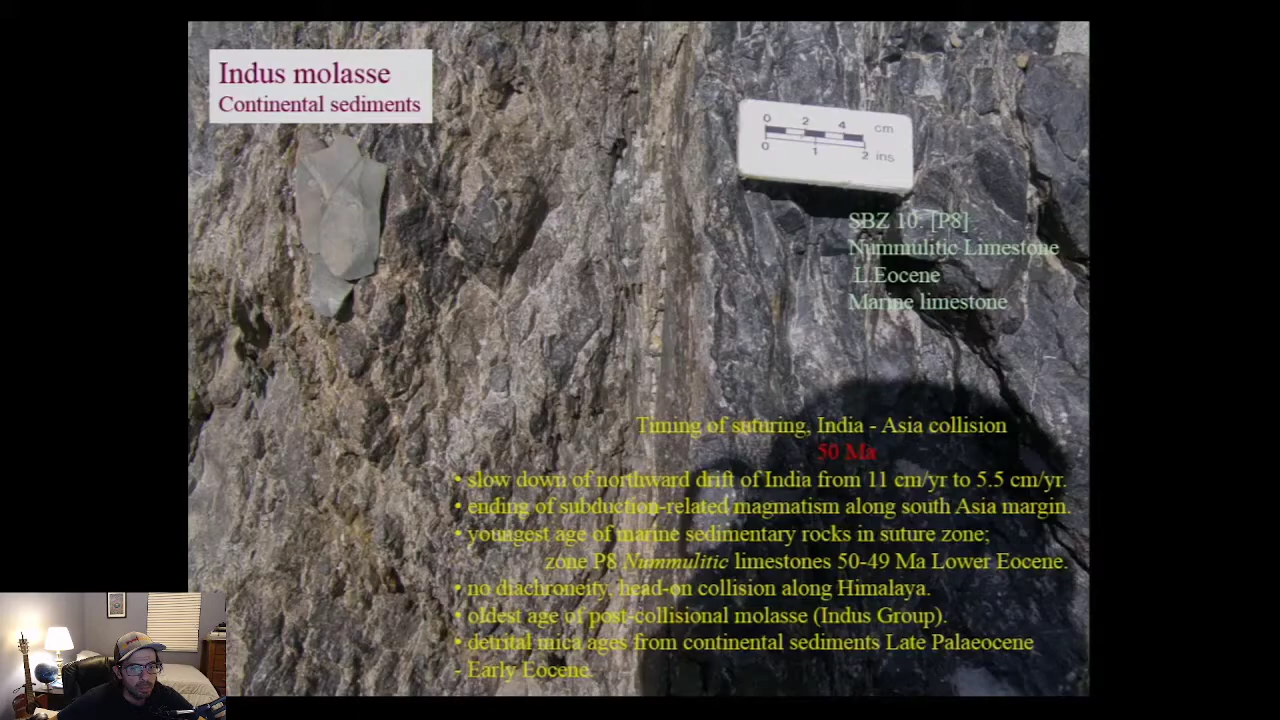 Indus molasse
Continental sediments
0 2 4 cm
0 1 2 ins
SBZ 10. [P8]
Nummulitic Limestone
L.Eocene
Marine limestone
Timing of suturing, India - Asia collision
50 Ma
• slow down of northward drift of India from 11 cm/yr to 5.5 cm/yr.
• ending of subduction-related magmatism along south Asia margin.
• youngest age of marine sedimentary rocks in suture zone;
zone P8 Nummulitic limestones 50-49 Ma Lower Eocene.
• no diachroneity, head-on collision along Himalaya.
• oldest age of post-collisional molasse (Indus Group).
• detrital mica ages from continental sediments Late Palaeocene
- Early Eocene.